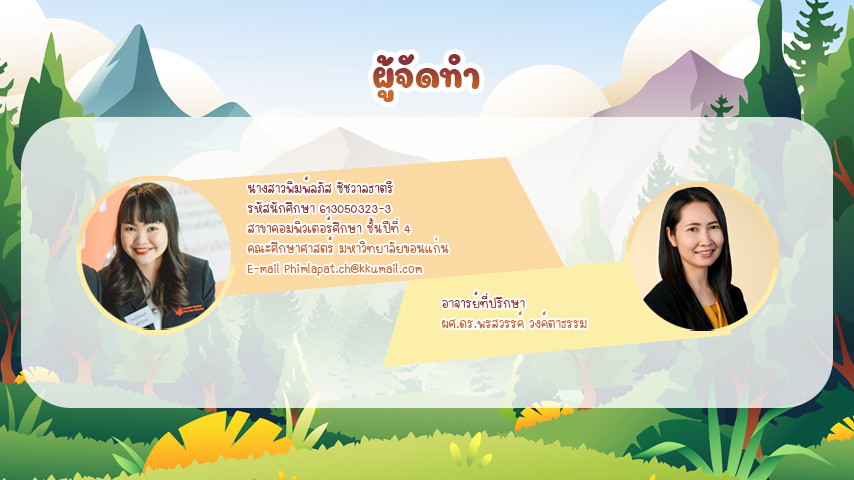 ผู้จัดทำ
นางสาวพิมพ์ลภัส ชัชวาลธาตรี
รหัสนักศึกษา 613050323-3
สาขาคอมพิวเตอร์ศึกษา ชั้นปีที่ 4
คณะศึกษาศาสตร์ มหาวิทยาลัยขอนแก่น
E-mail Phimlapat.ch@kkumail.com
อาจารย์ที่ปรึกษา
ผศ.ดร.พรสวรรค์ วงค์ตาธรรม